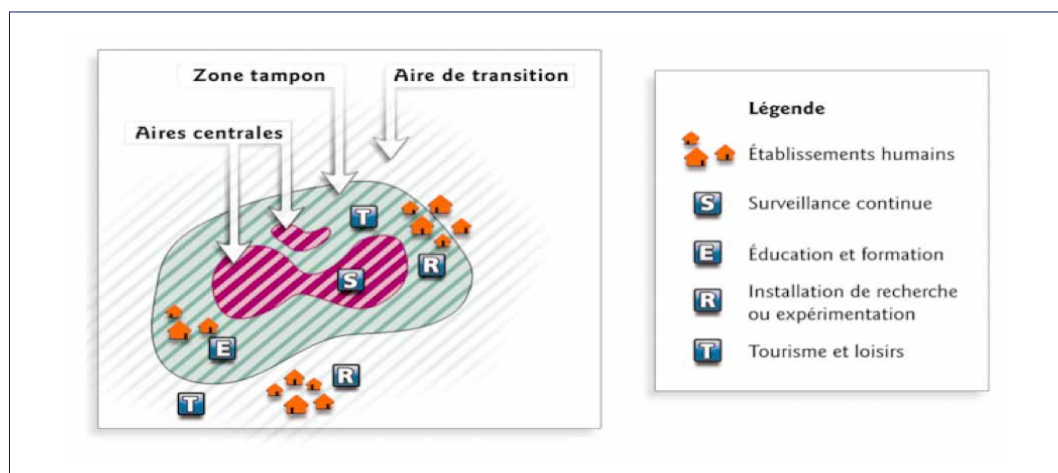 Zone tampon
Aire de transition
Aires centrales
T
R
S
E
R
T
Légende
Établissements humains
S Surveillance continue
E Éducation et formation
R Installation de recherche
ou expérimentation
T Tourisme et loisirs